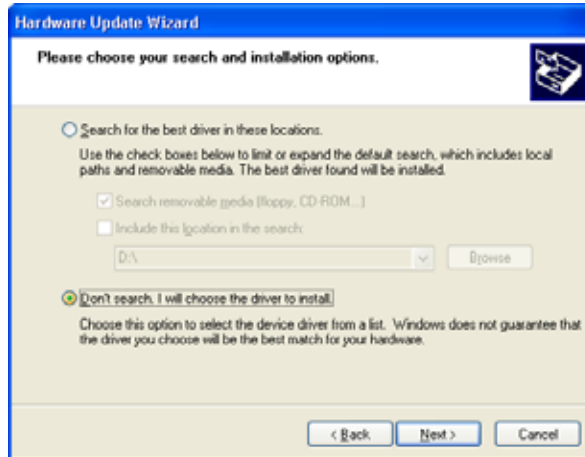 Hardware Update Wizard
Please choose your search and installation options.
Search for the best driver in these locations.
Use the check boxes below to limit or expand the default search, which includes local
paths and removable media. The best driver found will be installed.
Search removable media (floppy, CD-ROM...)
Include this location in the search:
D:\
Browse
Don't search. I will choose the driver to install.
Choose this option to select the device driver from a list. Windows does not guarantee that
the driver you choose will be the best match for your hardware.
< Back
Next >
Cancel